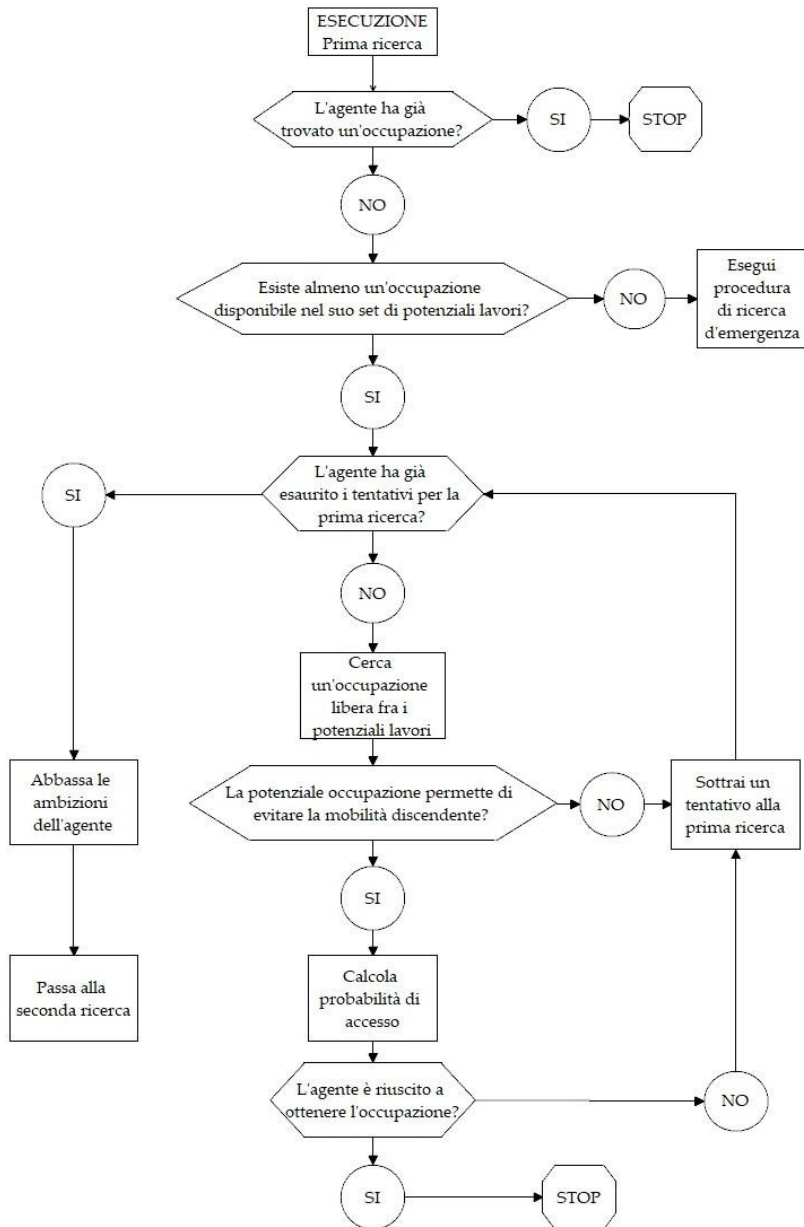 ESECUZIONE
Prima ricerca
L'agente ha già
trovato un'occupazione?
SI
STOP
NO
Esiste almeno un'occupazione
disponibile nel suo set di potenziali lavori?
NO
Esegui
procedura
di ricerca
d'emergenza
SI
L'agente ha già
esaurito i tentativi per la
prima ricerca?
SI
NO
Cerca
un'occupazione
libera fra i
potenziali lavori
Abbassa le
ambizioni
dell'agente
La potenziale occupazione permette di
evitare la mobilità discendente?
NO
Sottrai un
tentativo alla
prima ricerca
SI
Passa alla
seconda ricerca
Calcola
probabilità di
accesso
L'agente è riuscito a
ottenere l'occupazione?
NO
SI
STOP